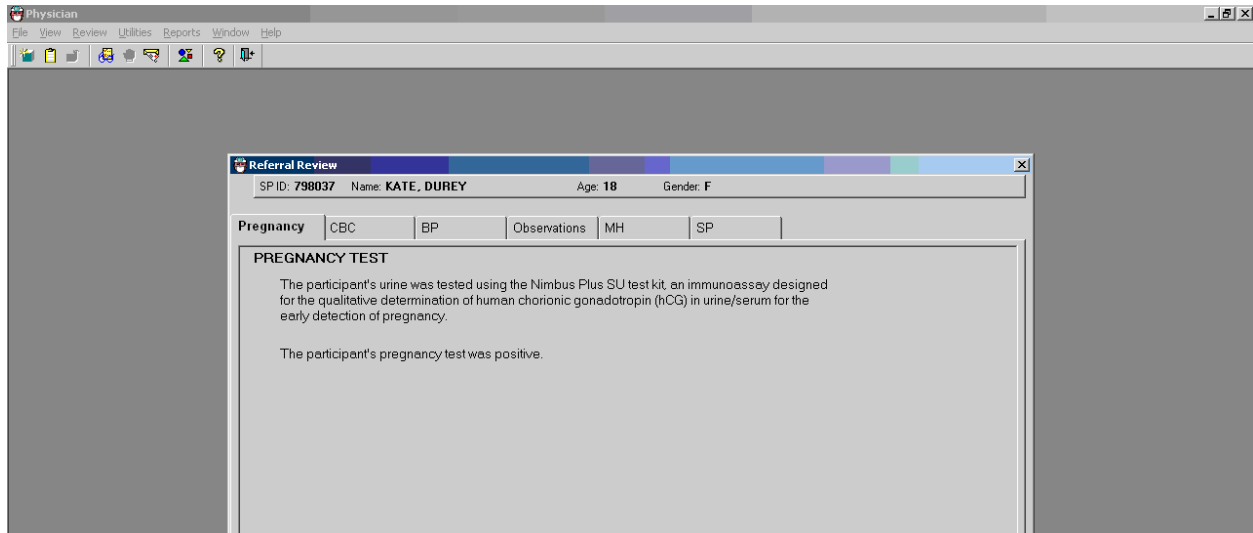 Physician
File View Review Utilities Reports Window Help
Referral Review
SP ID: 798037 Name: KATE, DUREY Age: 18 Gender: F
Pregnancy CBC BP Observations MH SP
PREGNANCY TEST
The participant's urine was tested using the Nimbus Plus SU test kit, an immunoassay designed
for the qualitative determination of human chorionic gonadotropin (hCG) in urine/serum for the
early detection of pregnancy.
The participant's pregnancy test was positive.